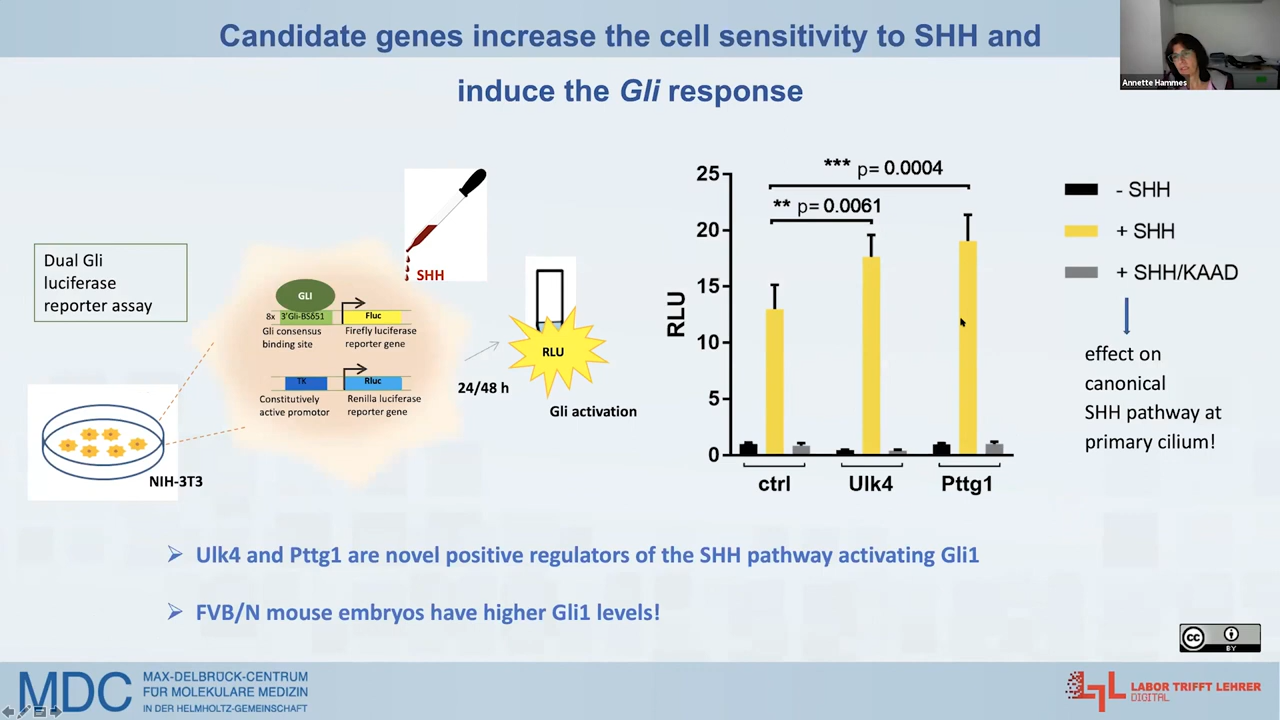 Candidate genes increase the cell sensitivity to SHH and
induce the Gli response
Annette Hammes
Dual Gli
luciferase
reporter assay
SHH
GLI
8x 3'Gli-BSδ51
Fluc
Gli consensus
binding site
Firefly luciferase
reporter gene
TK
Rluc
Constitutively
active promotor
Renilla luciferase
reporter gene
NIH-3T3
24/48 h
RLU
Gli activation
RLU
25
20
15
10
5
0
*** p= 0.0004
** p= 0.0061
ctrl
Ulk4
Pttg1
- SHH
+ SHH
+ SHH/KAAD
effect on
canonical
SHH pathway at
primary cilium!
➢ Ulk4 and Pttg1 are novel positive regulators of the SHH pathway activating Gli1
➢ FVB/N mouse embryos have higher Gli1 levels!
cc
BY
MDC
MAX-DELBRÜCK-CENTRUM
FÜR MOLEKULARE MEDIZIN
IN DER HELMHOLTZ-GEMEINSCHAFT
LTL
LABOR TRIFFT LEHRER
DIGITAL